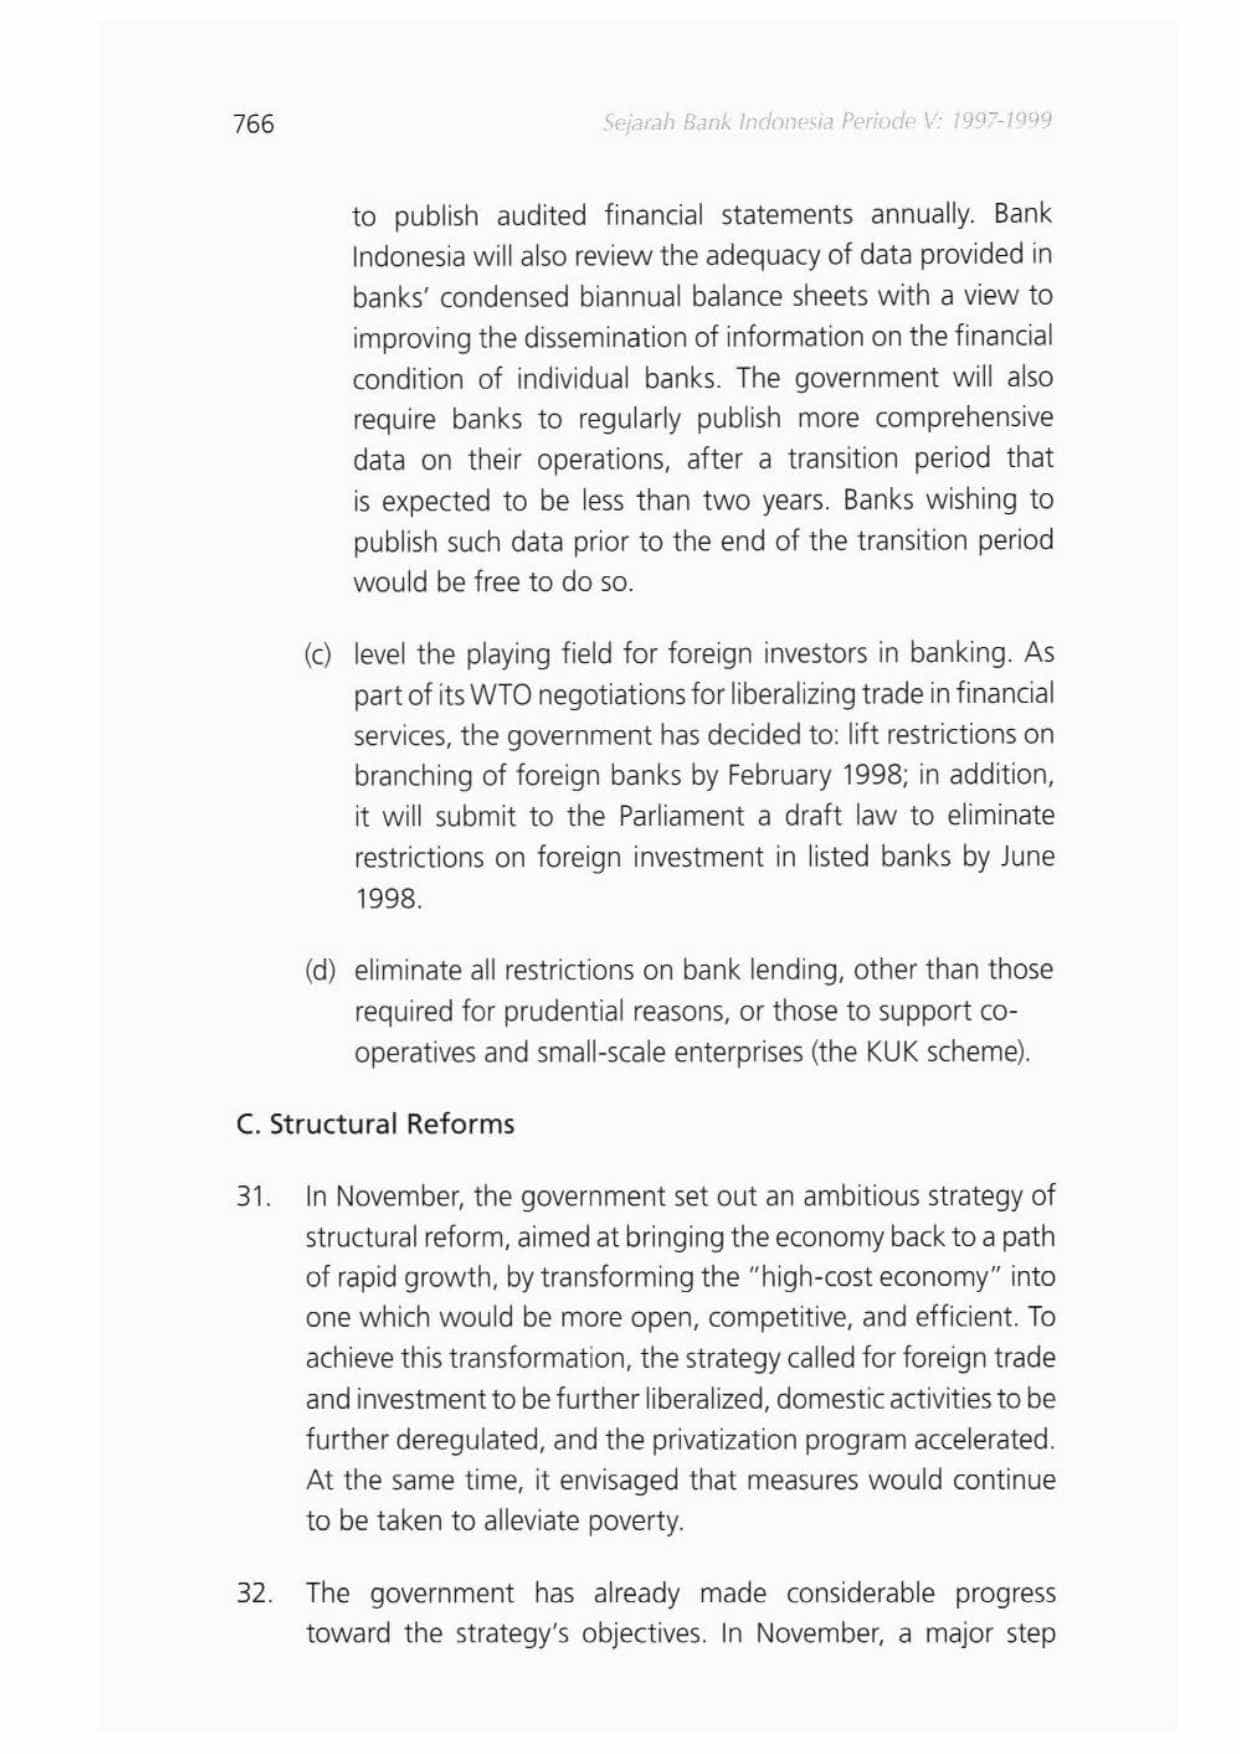 766
Sejarah Bank Indonesia Periode V: 1997-1999
to publish audited financial statements annually. Bank
Indonesia will also review the adequacy of data provided in
banks' condensed biannual balance sheets with a view to
improving the dissemination of information on the financial
condition of individual banks. The government will also
require banks to regularly publish more comprehensive
data on their operations, after a transition period that
is expected to be less than two years. Banks wishing to
publish such data prior to the end of the transition period
would be free to do so.
(c) level the playing field for foreign investors in banking. As
part of its WTO negotiations for liberalizing trade in financial
services, the government has decided to: lift restrictions on
branching of foreign banks by February 1998; in addition,
it will submit to the Parliament a draft law to eliminate
restrictions on foreign investment in listed banks by June
1998.
(d) eliminate all restrictions on bank lending, other than those
required for prudential reasons, or those to support co-
operatives and small-scale enterprises (the KUK scheme).
C. Structural Reforms
31. In November, the government set out an ambitious strategy of
structural reform, aimed at bringing the economy back to a path
of rapid growth, by transforming the "high-cost economy" into
one which would be more open, competitive, and efficient. To
achieve this transformation, the strategy called for foreign trade
and investment to be further liberalized, domestic activities to be
further deregulated, and the privatization program accelerated.
At the same time, it envisaged that measures would continue
to be taken to alleviate poverty.
32. The government has already made considerable progress
toward the strategy's objectives. In November, a major step